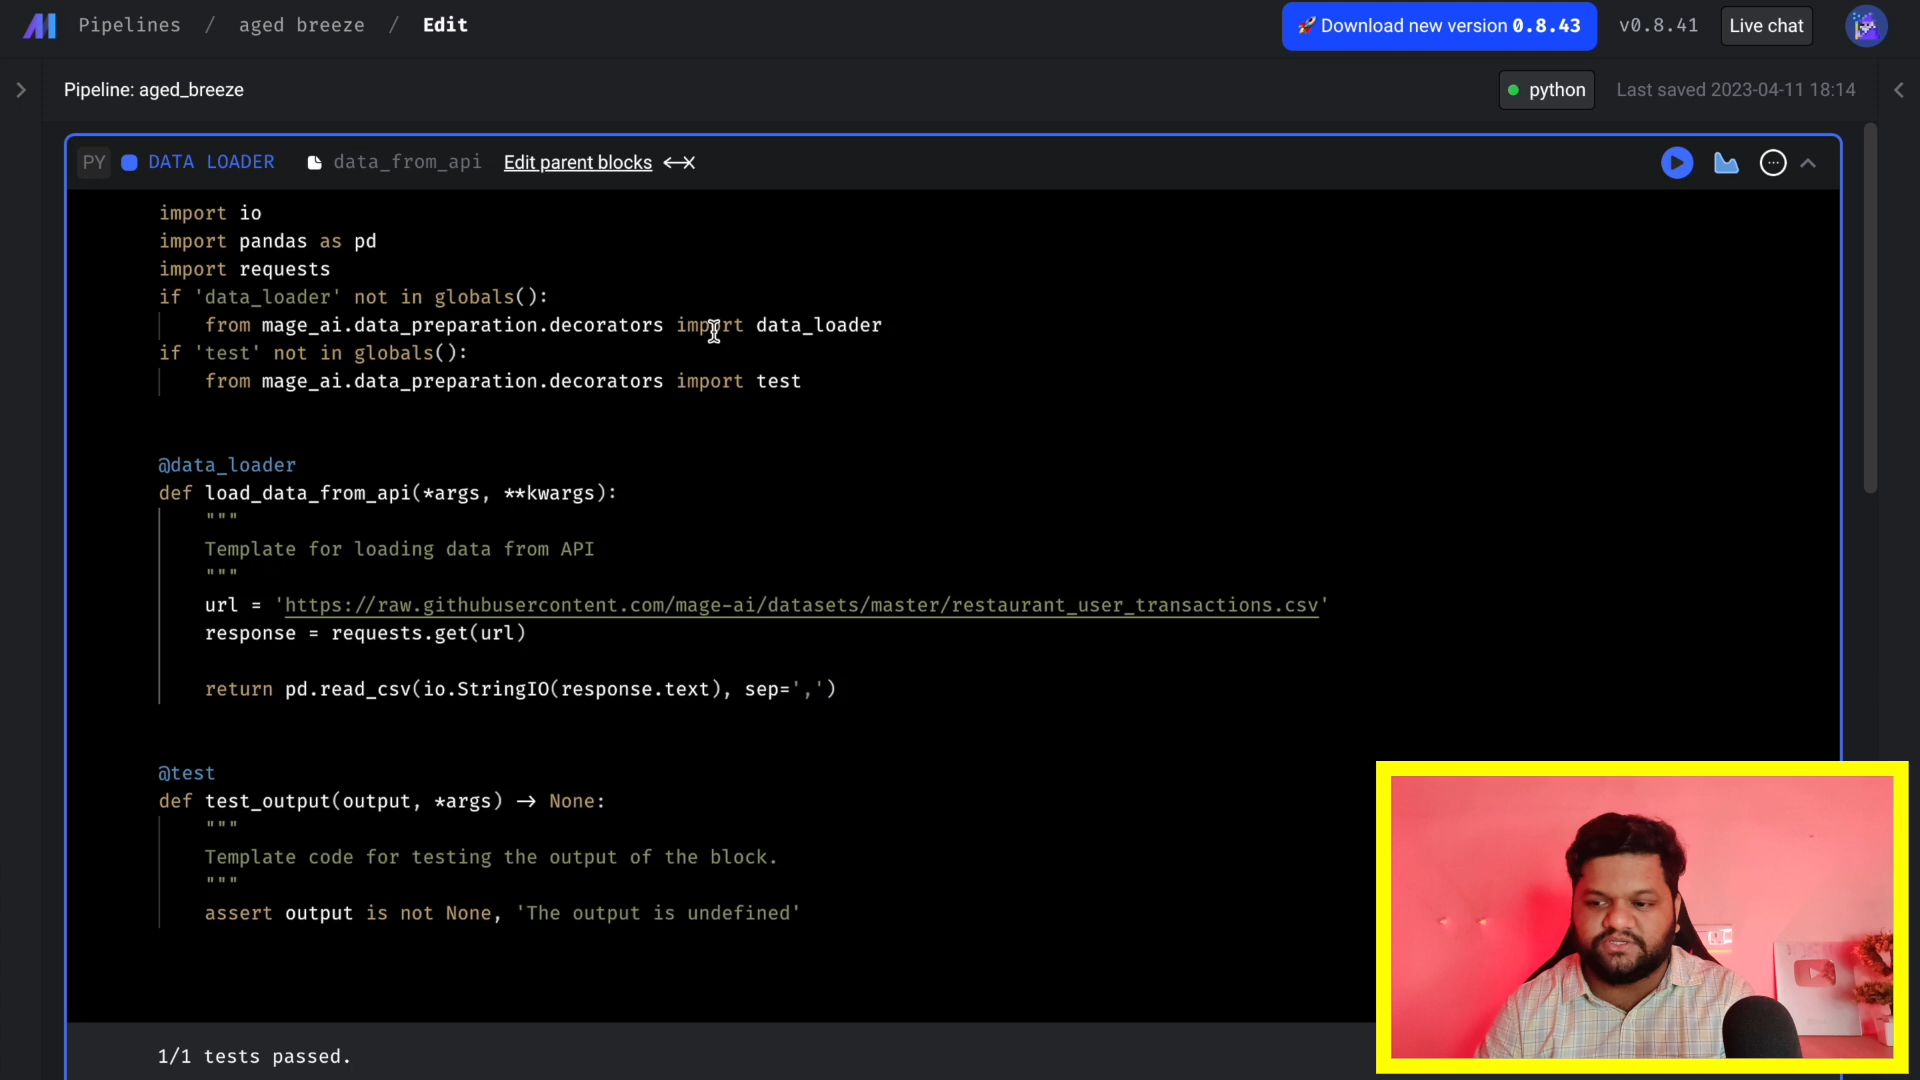 Pipelines / aged breeze / Edit
Download new version 0.8.43
v0.8.41
Live chat
Pipeline: aged_breeze
python
Last saved 2023-04-11 18:14
PY DATA LOADER data_from_api Edit parent blocks
import io
import pandas as pd
import requests
if 'data_loader' not in globals():
from mage_ai.data_preparation.decorators import data_loader
if 'test' not in globals():
from mage_ai.data_preparation.decorators import test
@data_loader
def load_data_from_api(*args, **kwargs):
"""
Template for loading data from API
"""
url = 'https://raw.githubusercontent.com/mage-ai/datasets/master/restaurant_user_transactions.csv'
response = requests.get(url)
return pd.read_csv(io.StringIO(response.text), sep=',')
@test
def test_output(output, *args) -> None:
"""
Template code for testing the output of the block.
"""
assert output is not None, 'The output is undefined'
1/1 tests passed.